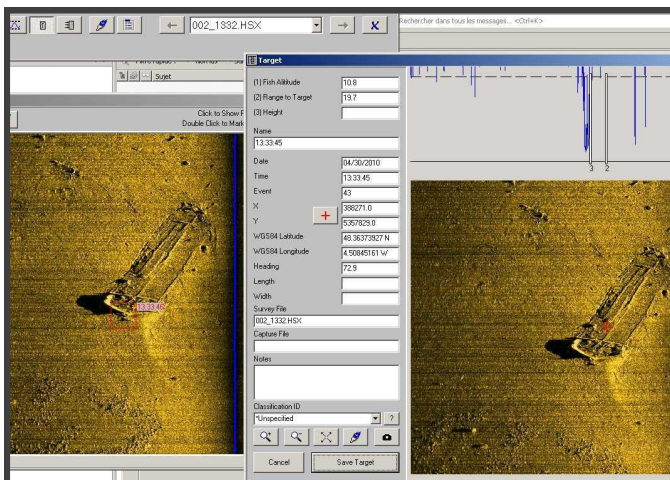 002_1332.HSX
Rechercher dans tous les messages... <Ctrl+K>
Sujet
Target
Click to Show
Double Click to Mark
(1) Fish Altitude 10.8
(2) Range to Target 19.7
(3) Height
Name
13:33:45
Date 04/30/2010
Time 13:33:45
Event 43
X 388271.0
Y 5357829.0
WGS84 Latitude 48.36373927 N
WGS84 Longitude 4.50845161 W
Heading 72.9
Length
Width
Survey File
002_1332.HSX
Capture File
Notes
Classification ID
*Unspecified
?
Cancel Save Target
13:33:46
3 2